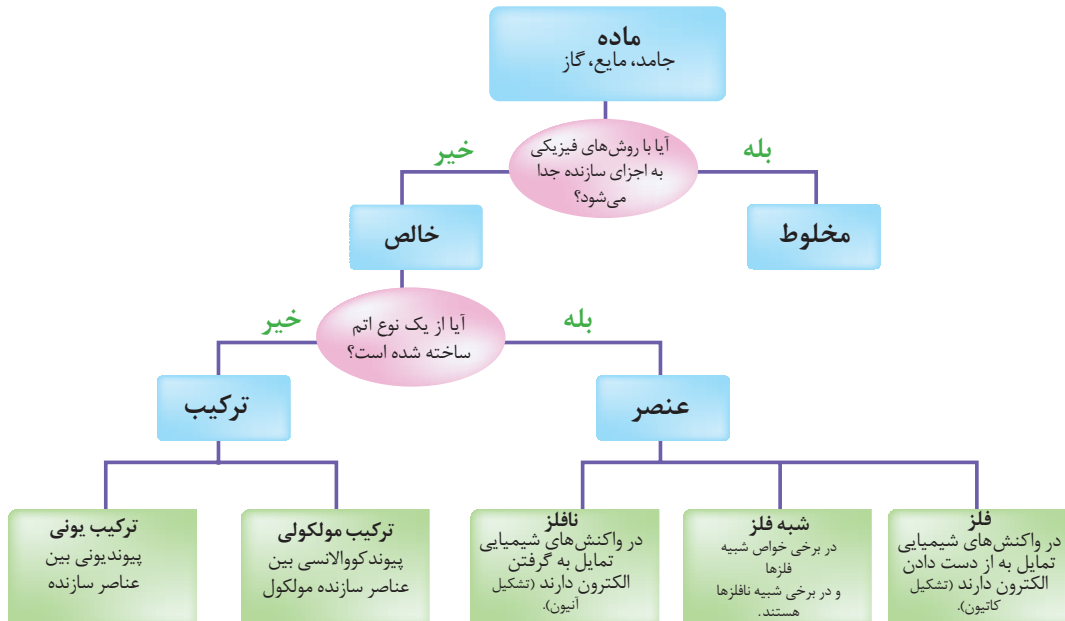 ماده
جامد، مایع، گاز
آیا با روش‌های فیزیکی
به اجزای سازنده جدا
می‌شود؟
بله
خیر
مخلوط
خالص
آیا از یک نوع اتم
ساخته شده است؟
بله
خیر
عنصر
ترکیب
فلز
در واکنش‌های شیمیایی
تمایل به از دست دادن
الکترون دارند (تشکیل
کاتیون).
شبه فلز
در برخی خواص شبیه
فلزها
و در برخی شبیه نافلزها
هستند.
نافلز
در واکنش‌های شیمیایی
تمایل به گرفتن
الکترون دارند (تشکیل
آنیون).
ترکیب مولکولی
پیوندکووالانسی بین
عناصر سازنده مولکول
ترکیب یونی
پیوندیونی بین
عناصر سازنده